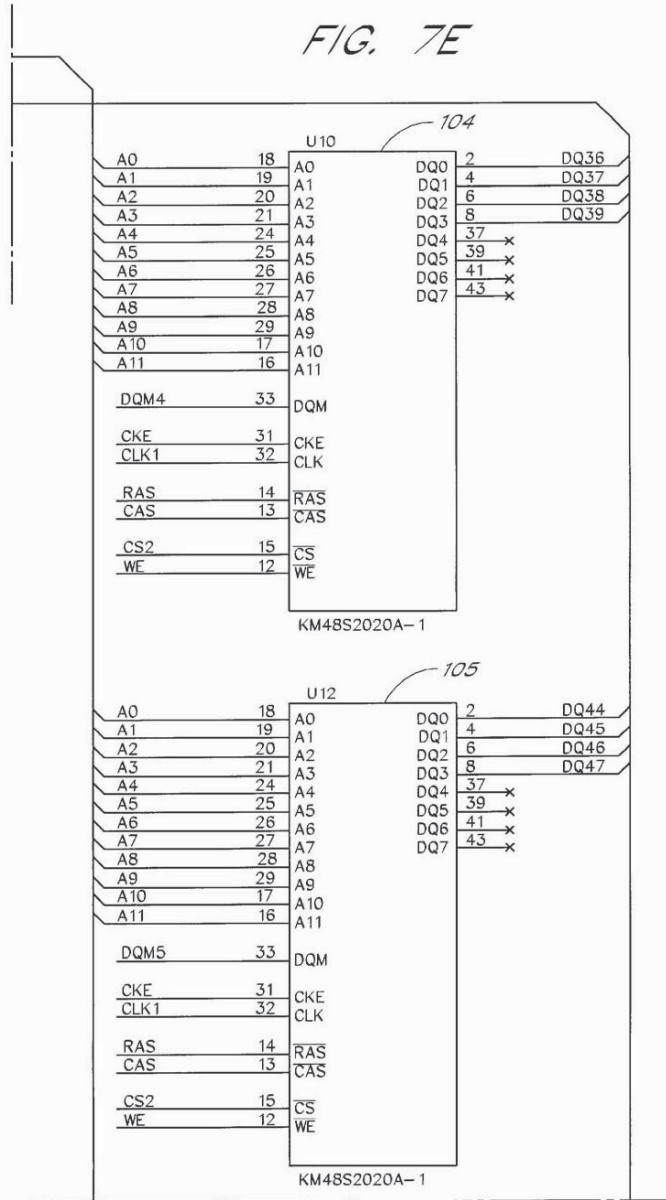 FIG. 7E
104
U10
A0 18 A0 DQ0 2 DQ36
A1 19 A1 DQ1 4 DQ37
A2 20 A2 DQ2 6 DQ38
A3 21 A3 DQ3 8 DQ39
A4 24 A4 DQ4 37
A5 25 A5 DQ5 39
A6 26 A6 DQ6 41
A7 27 A7 DQ7 43
A8 28 A8
A9 29 A9
A10 17 A10
A11 16 A11
DQM4 33 DQM
CKE 31 CKE
CLK1 32 CLK
RAS 14 R̅A̅S̅
CAS 13 C̅A̅S̅
CS2 15 C̅S̅
WE 12 W̅E̅
KM48S2020A-1
105
U12
A0 18 A0 DQ0 2 DQ44
A1 19 A1 DQ1 4 DQ45
A2 20 A2 DQ2 6 DQ46
A3 21 A3 DQ3 8 DQ47
A4 24 A4 DQ4 37
A5 25 A5 DQ5 39
A6 26 A6 DQ6 41
A7 27 A7 DQ7 43
A8 28 A8
A9 29 A9
A10 17 A10
A11 16 A11
DQM5 33 DQM
CKE 31 CKE
CLK1 32 CLK
RAS 14 R̅A̅S̅
CAS 13 C̅A̅S̅
CS2 15 C̅S̅
WE 12 W̅E̅
KM48S2020A-1